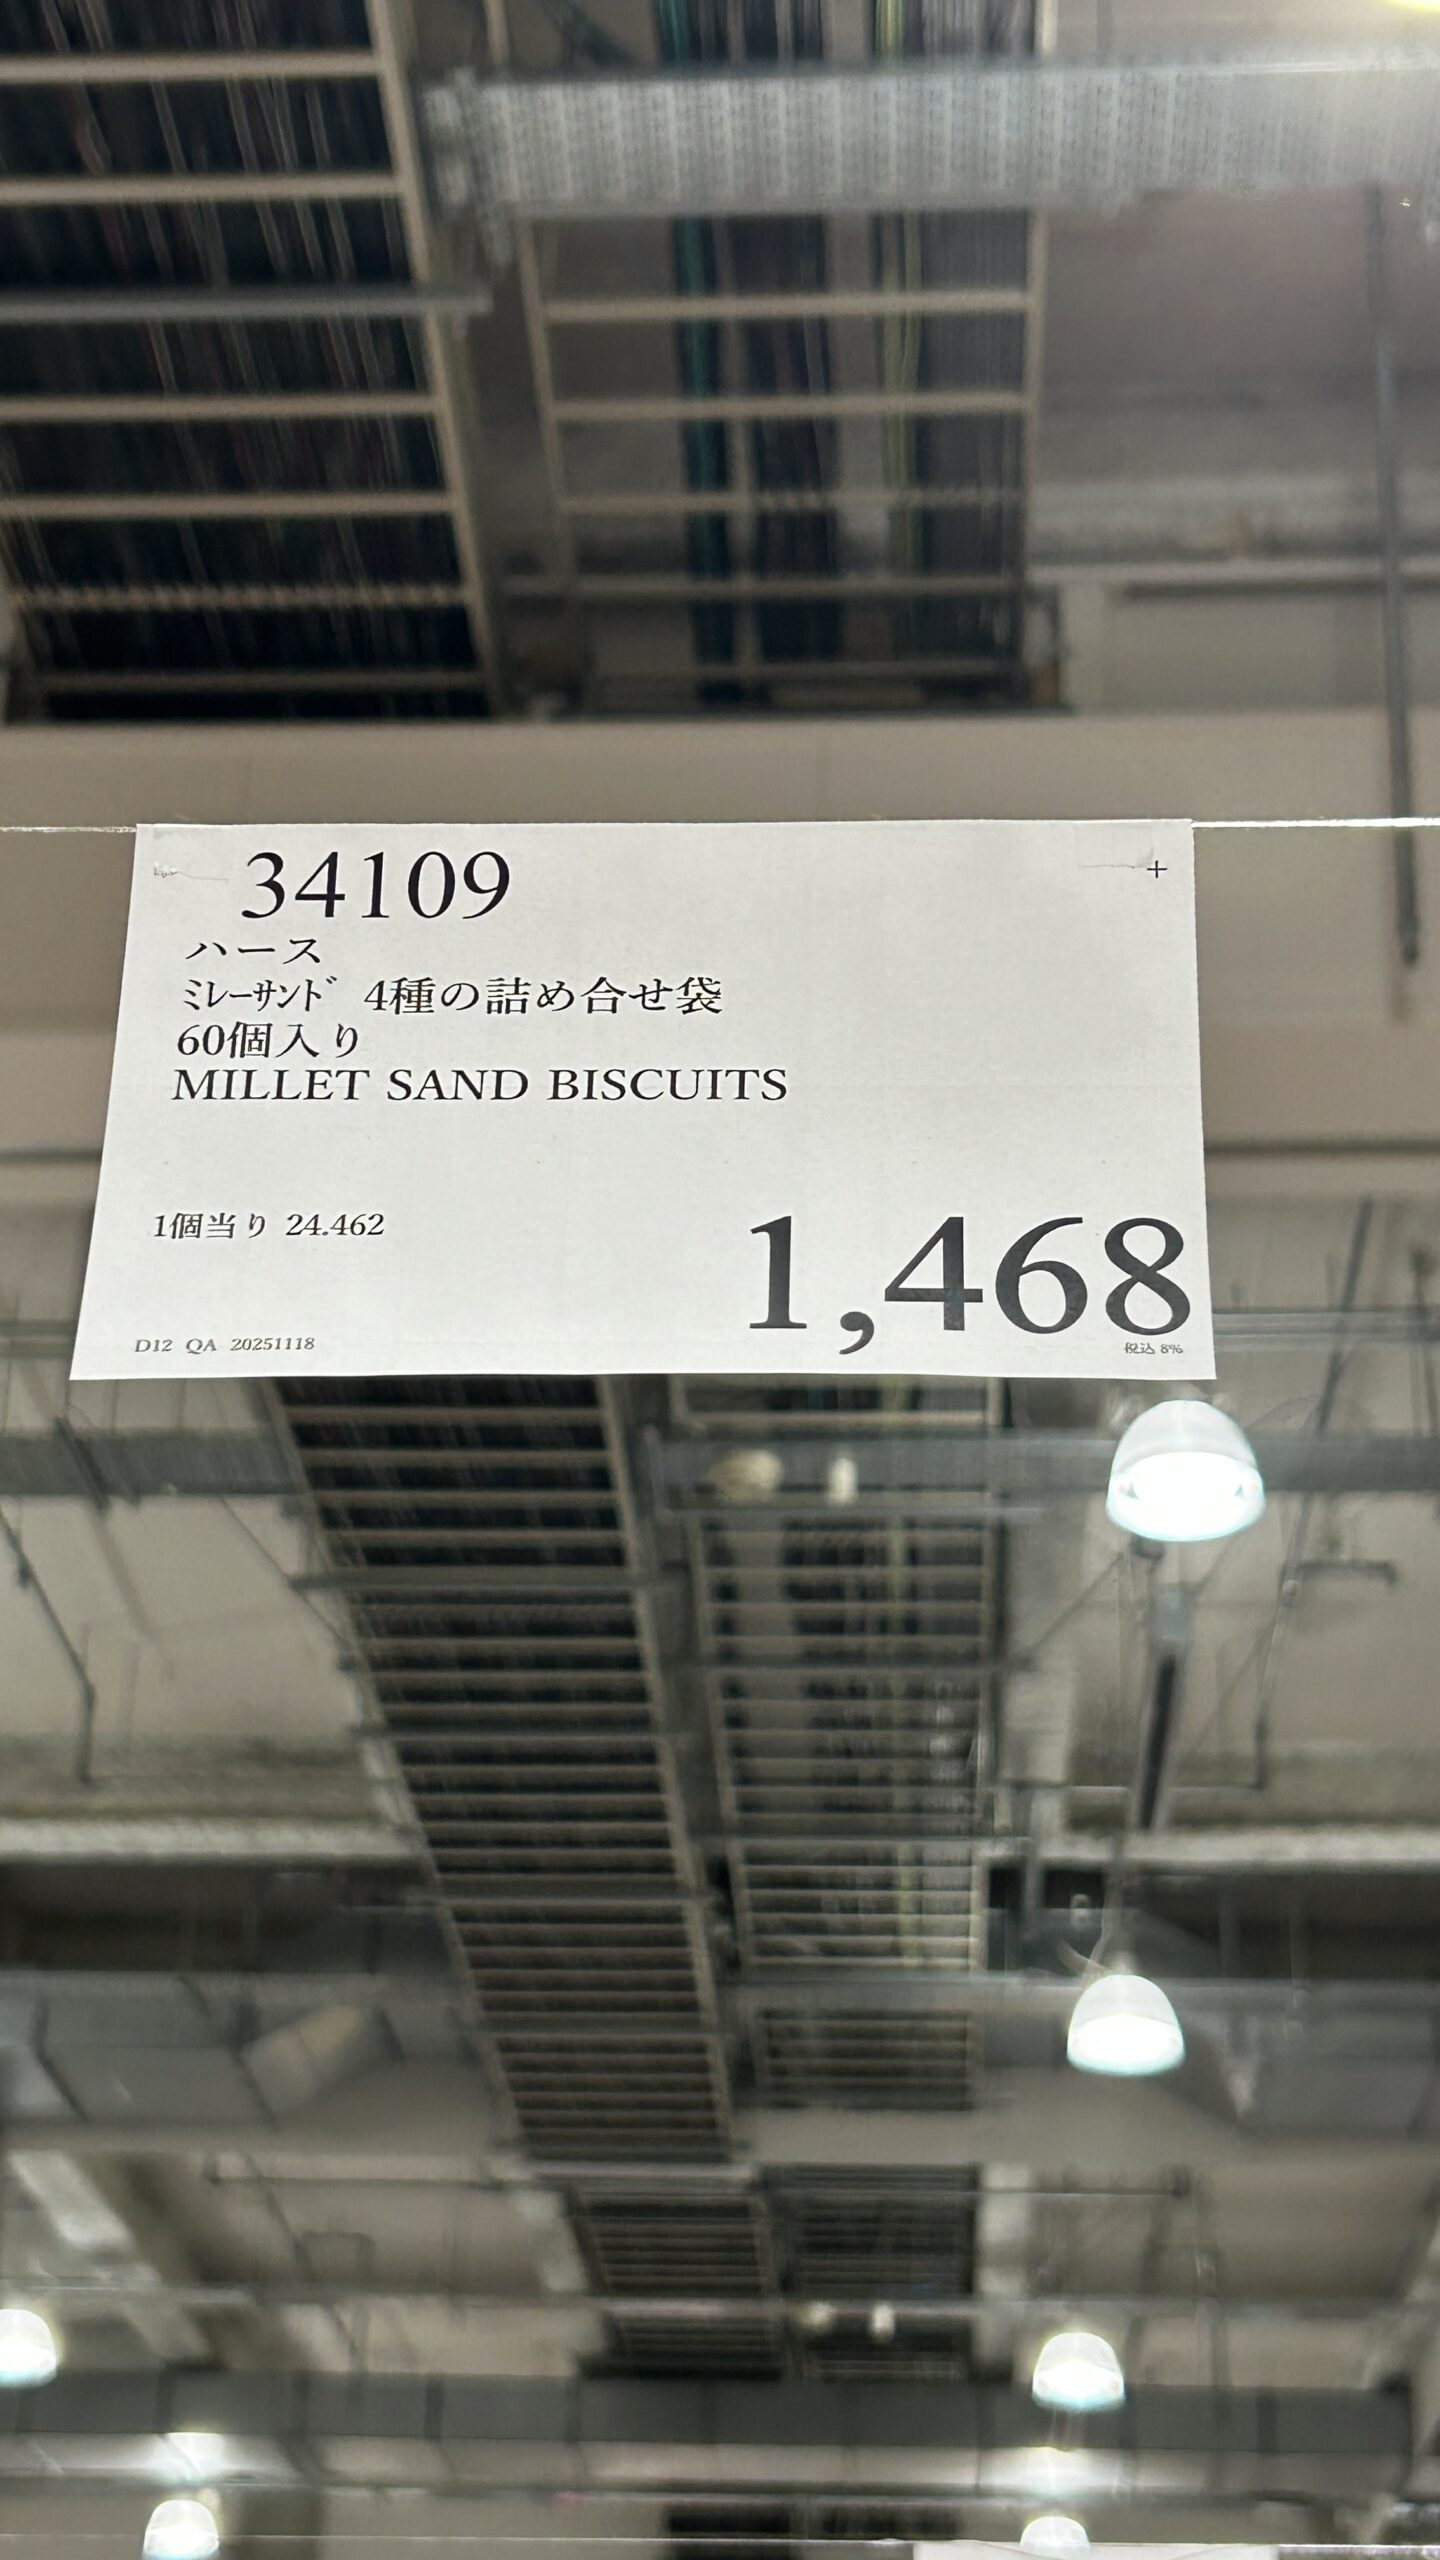 34109
+
ハース
ﾐﾚｰｻﾝﾄﾞ 4種の詰め合せ袋
60個入り
MILLET SAND BISCUITS
1個当り 24.462
1,468
D12 QA 20251118
税込 8%